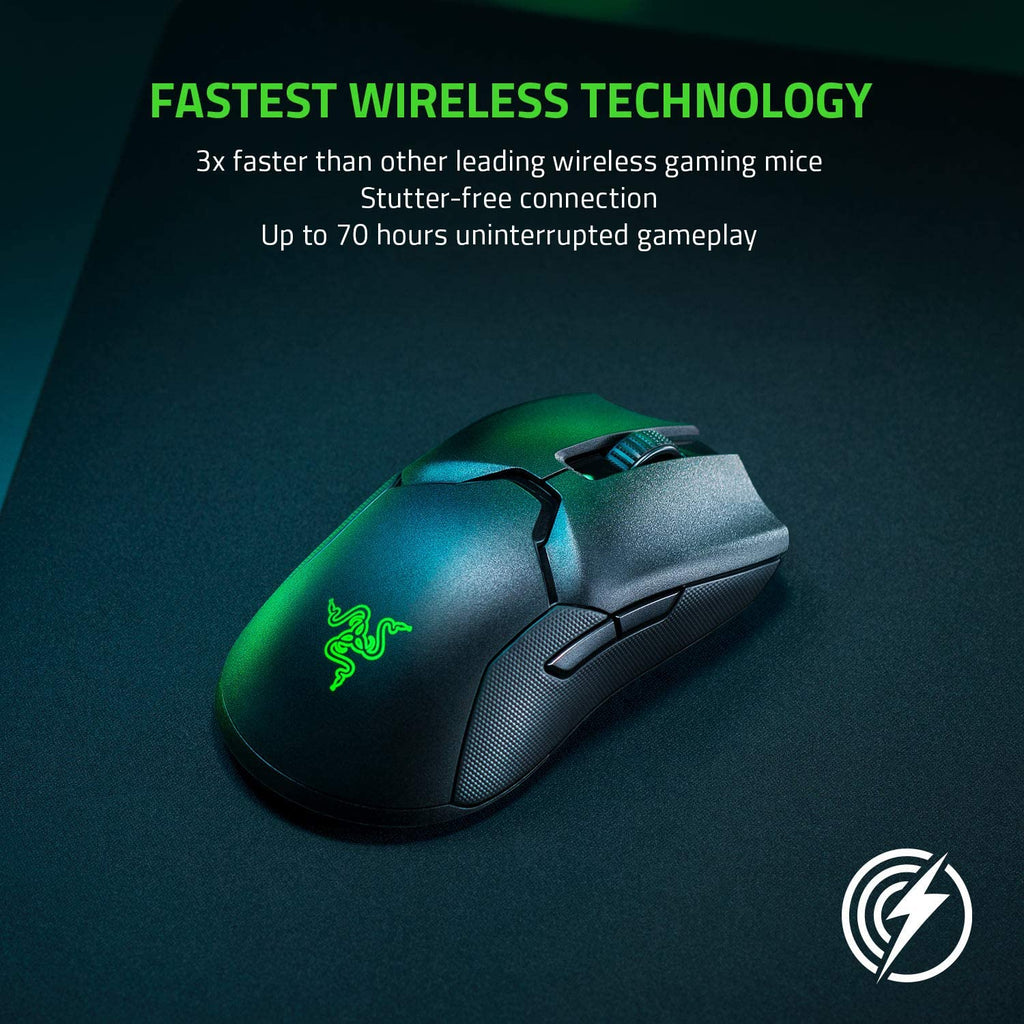 FASTEST WIRELESS TECHNOLOGY
3x faster than other leading wireless gaming mice
Stutter-free connection
Up to 70 hours uninterrupted gameplay